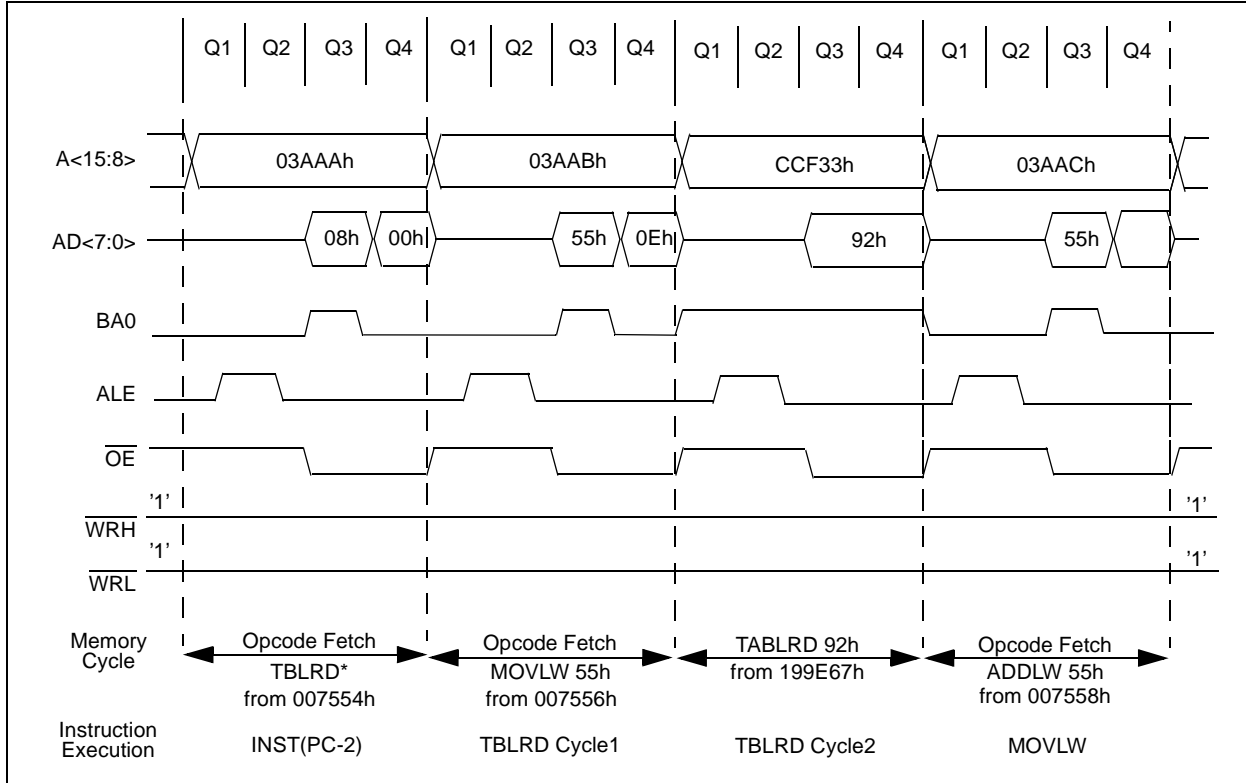 Q1 Q2 Q3 Q4 Q1 Q2 Q3 Q4 Q1 Q2 Q3 Q4 Q1 Q2 Q3 Q4
A<15:8> 03AAAh 03AABh CCF33h 03AACh
AD<7:0> 08h 00h 55h 0Eh 92h 55h
BA0
ALE
OE
'1' '1'
WRH
'1' '1'
WRL
Memory Cycle
Opcode Fetch
TBLRD*
from 007554h
Opcode Fetch
MOVLW 55h
from 007556h
TABLRD 92h
from 199E67h
Opcode Fetch
ADDLW 55h
from 007558h
Instruction
Execution
INST(PC-2) TBLRD Cycle1 TBLRD Cycle2 MOVLW